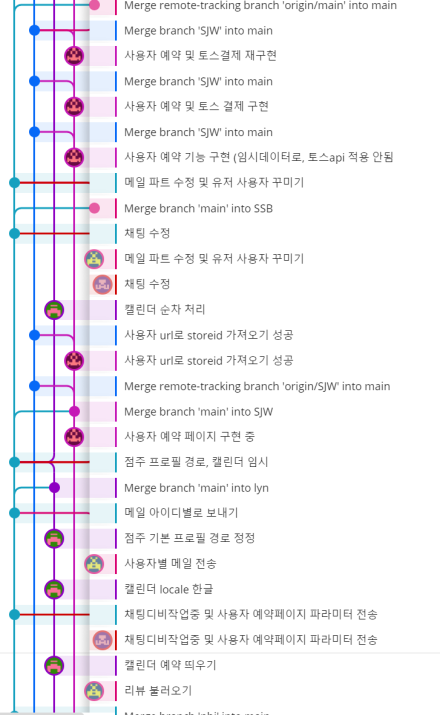 Merge remote-tracking branch 'origin/main' into main
Merge branch 'SJW' into main
사용자 예약 및 토스결제 재구현
Merge branch 'SJW' into main
사용자 예약 및 토스 결제 구현
Merge branch 'SJW' into main
사용자 예약 기능 구현 (임시데이터로, 토스api 적용 안됨
메일 파트 수정 및 유저 사용자 꾸미기
Merge branch 'main' into SSB
채팅 수정
메일 파트 수정 및 유저 사용자 꾸미기
채팅 수정
캘린더 순차 처리
사용자 url로 storeid 가져오기 성공
사용자 url로 storeid 가져오기 성공
Merge remote-tracking branch 'origin/SJW' into main
Merge branch 'main' into SJW
사용자 예약 페이지 구현 중
점주 프로필 경로, 캘린더 임시
Merge branch 'main' into lyn
메일 아이디별로 보내기
점주 기본 프로필 경로 정정
사용자별 메일 전송
캘린더 locale 한글
채팅디비작업중 및 사용자 예약페이지 파라미터 전송
채팅디비작업중 및 사용자 예약페이지 파라미터 전송
캘린더 예약 띄우기
리뷰 불러오기